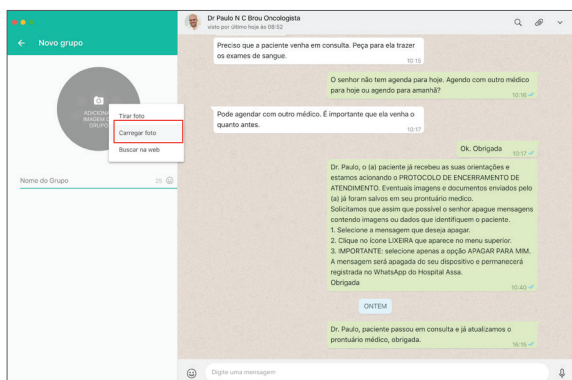 Novo grupo
ADICIONAR
IMAGEM DO
GRUPO
Tirar foto
Carregar foto
Buscar na web
Nome do Grupo
25
Dr Paulo N C Brou Oncologista
visto por último hoje às 08:52
Preciso que a paciente venha em consulta. Peça para ela trazer
os exames de sangue.
10:15
O senhor não tem agenda para hoje. Agendo com outro médico
para hoje ou agendo para amanhã?
10:16
Pode agendar com outro médico. É importante que ela venha o
quanto antes.
10:17
Ok. Obrigada
10:17
Dr. Paulo, o (a) paciente já recebeu as suas orientações e
estamos acionando o PROTOCOLO DE ENCERRAMENTO DE
ATENDIMENTO. Eventuais imagens e documentos enviados pelo
(a) já foram salvos em seu prontuário medico.
Solicitamos que assim que possível o senhor apague mensagens
contendo imagens ou dados que identifiquem o paciente.
1. Selecione a mensagem que deseja apagar.
2. Clique no ícone LIXEIRA que aparece no menu superior.
3. IMPORTANTE: selecione apenas a opção APAGAR PARA MIM.
A mensagem será apagada do seu dispositivo e permanecerá
registrada no WhatsApp do Hospital Assa.
Obrigada
10:40
ONTEM
Dr. Paulo, paciente passou em consulta e já atualizamos o
prontuário médico, obrigada.
16:15
Digite uma mensagem